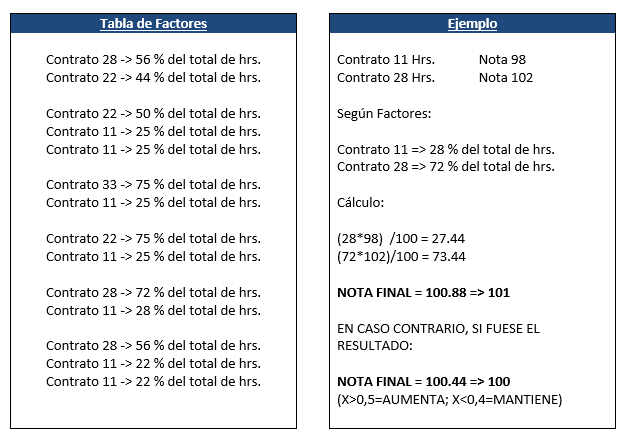 Tabla de Factores
Contrato 28 -> 56 % del total de hrs.
Contrato 22 -> 44 % del total de hrs.
Contrato 22 -> 50 % del total de hrs.
Contrato 11 -> 25 % del total de hrs.
Contrato 11 -> 25 % del total de hrs.
Contrato 33 -> 75 % del total de hrs.
Contrato 11 -> 25 % del total de hrs.
Contrato 22 -> 75 % del total de hrs.
Contrato 11 -> 25 % del total de hrs.
Contrato 28 -> 72 % del total de hrs.
Contrato 11 -> 28 % del total de hrs.
Contrato 28 -> 56 % del total de hrs.
Contrato 11 -> 22 % del total de hrs.
Contrato 11 -> 22 % del total de hrs.
Ejemplo
Contrato 11 Hrs. Nota 98
Contrato 28 Hrs. Nota 102
Según Factores:
Contrato 11 => 28 % del total de hrs.
Contrato 28 => 72 % del total de hrs.
Cálculo:
(28*98) /100 = 27.44
(72*102)/100 = 73.44
NOTA FINAL = 100.88 => 101
EN CASO CONTRARIO, SI FUESE EL
RESULTADO:
NOTA FINAL = 100.44 => 100
(X>0,5=AUMENTA; X<0,4=MANTIENE)